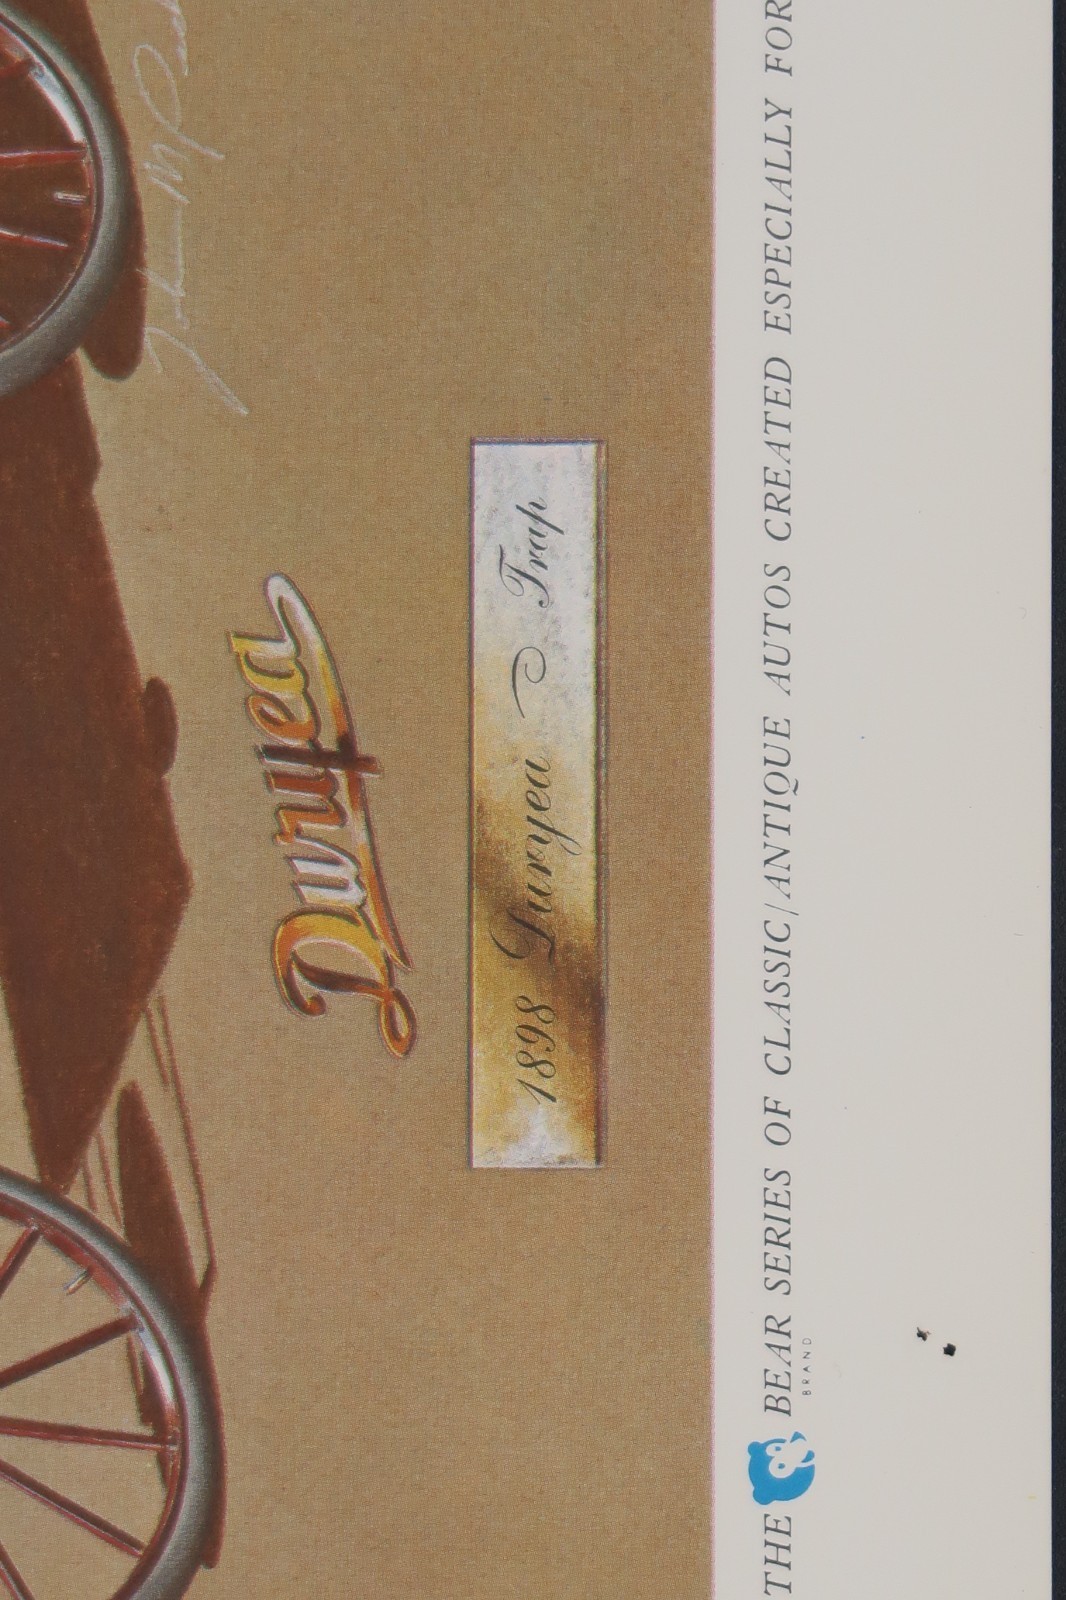 Duryea
1898 Duryea Trap
THE BEAR SERIES OF CLASSIC/ANTIQUE AUTOS CREATED ESPECIALLY FOR
BRAND